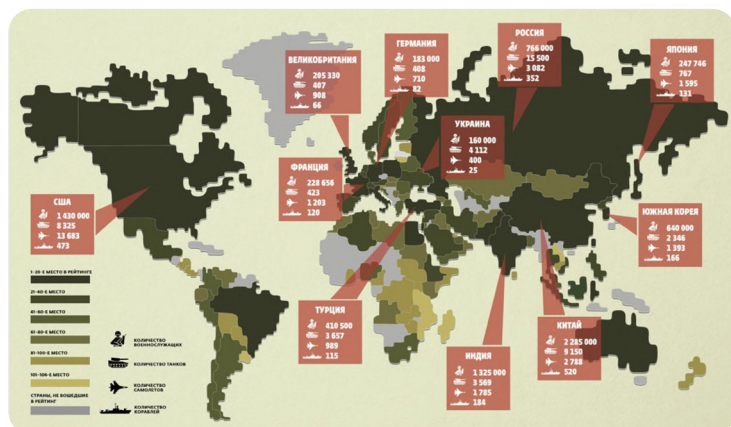 РОССИЯ
766 000
15 500
3 082
352
ГЕРМАНИЯ
183 000
408
710
82
ЯПОНИЯ
247 746
767
1 595
131
ВЕЛИКОБРИТАНИЯ
205 330
407
908
66
УКРАИНА
160 000
4 112
400
25
ФРАНЦИЯ
228 656
423
1 203
120
США
1 430 000
8 325
13 683
473
ЮЖНАЯ КОРЕЯ
640 000
2 346
1 393
166
ТУРЦИЯ
410 500
3 657
989
115
КИТАЙ
2 285 000
9 150
2 788
520
ИНДИЯ
1 325 000
3 569
1 785
184
1-20-Е МЕСТО В РЕЙТИНГЕ
21-40-Е МЕСТО
41-60-Е МЕСТО
61-80-Е МЕСТО
81-100-Е МЕСТО
101-106-Е МЕСТО
СТРАНЫ, НЕ ВОШЕДШИЕ
В РЕЙТИНГ
КОЛИЧЕСТВО
ВОЕННОСЛУЖАЩИХ
КОЛИЧЕСТВО ТАНКОВ
КОЛИЧЕСТВО
САМОЛЕТОВ
КОЛИЧЕСТВО
КОРАБЛЕЙ